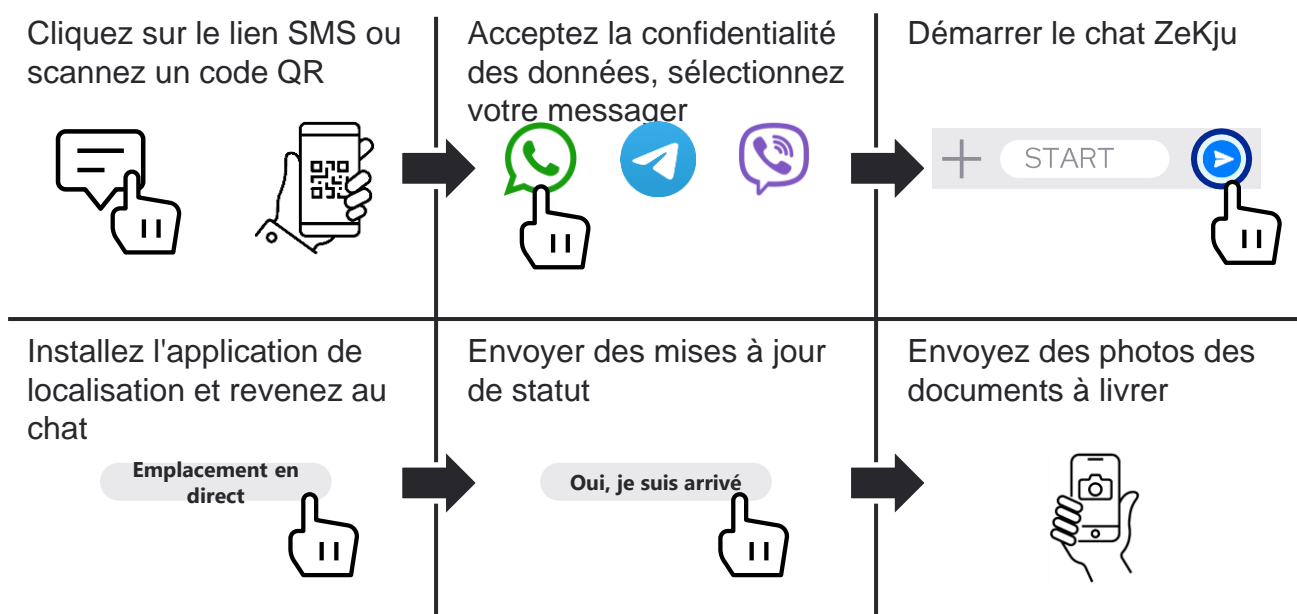 Cliquez sur le lien SMS ou
scannez un code QR
Acceptez la confidentialité
des données, sélectionnez
votre messager
Démarrer le chat ZeKju
START
Installez l'application de
localisation et revenez au
chat
Emplacement en
direct
Envoyer des mises à jour
de statut
Oui, je suis arrivé
Envoyez des photos des
documents à livrer